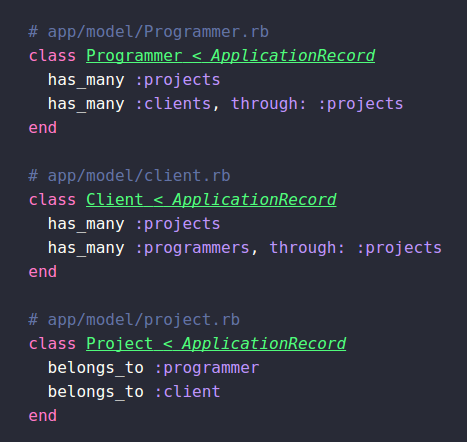 # app/model/Programmer.rb
class Programmer < ApplicationRecord
  has_many :projects
  has_many :clients, through: :projects
end

# app/model/client.rb
class Client < ApplicationRecord
  has_many :projects
  has_many :programmers, through: :projects
end

# app/model/project.rb
class Project < ApplicationRecord
  belongs_to :programmer
  belongs_to :client
end